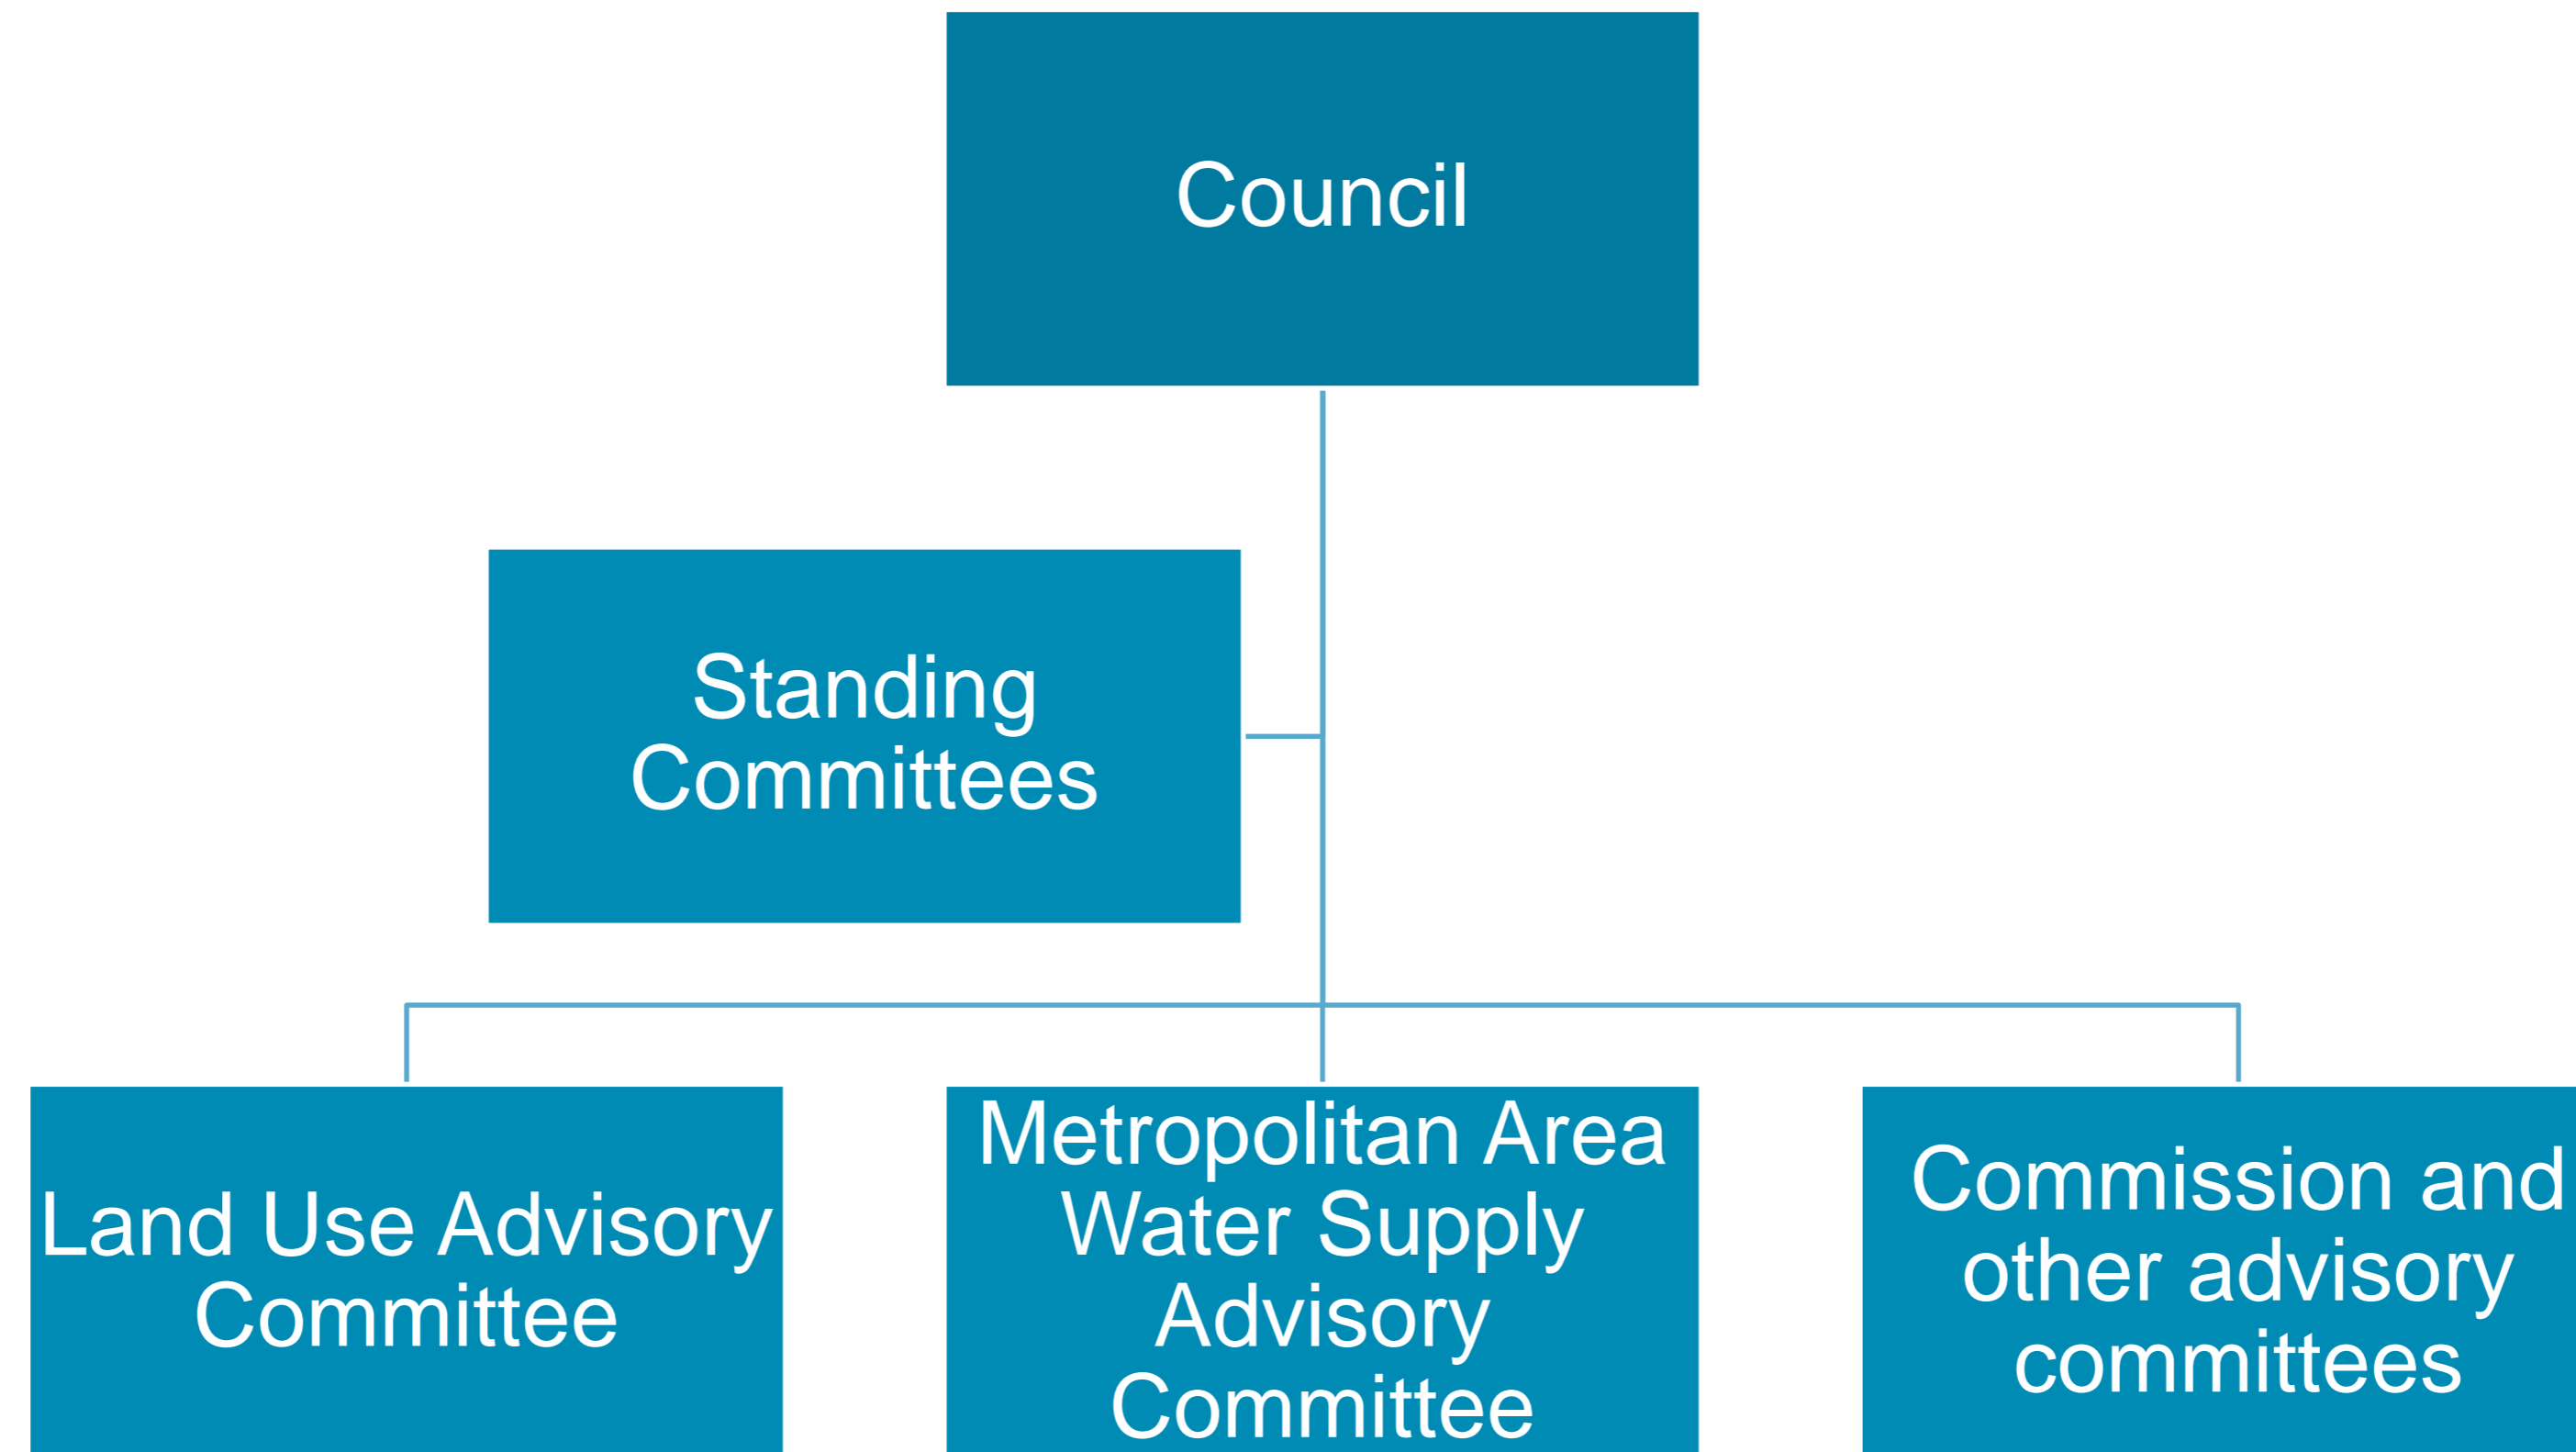 Council
Standing
Committees
Land Use Advisory
Committee
Metropolitan Area
Water Supply
Advisory
Committee
Commission and
other advisory
committees